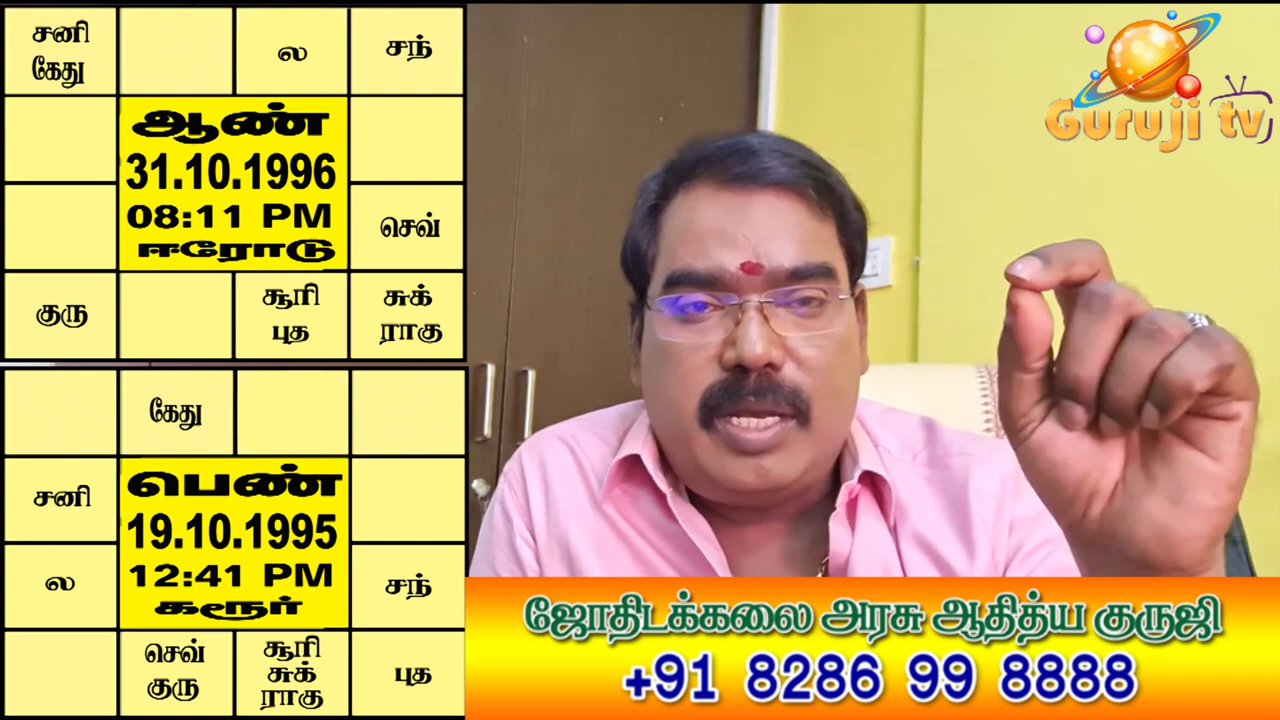 சனி
கேது
ல
சந்
ஆண்
31.10.1996
08:11 PM
ஈரோடு
செவ்
குரு
சூரி
புத
சுக்
ராகு
கேது
சனி
பெண்
19.10.1995
12:41 PM
கரூர்
ல
சந்
செவ்
குரு
சூரி
சுக்
ராகு
புத
Guruji tv
ஜோதிடக்கலை அரசு ஆதித்ய குருஜி
+91 8286 99 8888